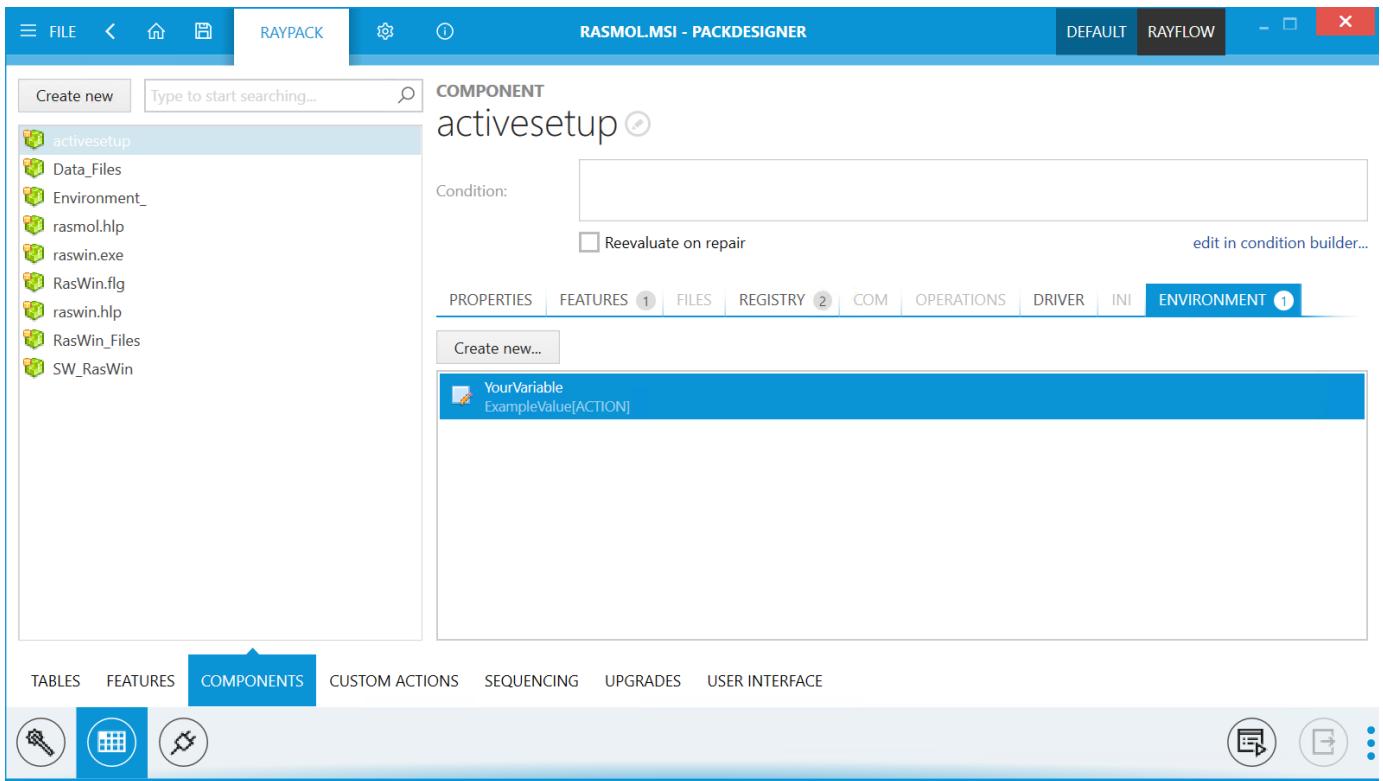 FILE
RAYPACK
RASMOL.MSI - PACKDESIGNER
DEFAULT
RAYFLOW
Create new
Type to start searching...
activesetup
Data_Files
Environment_
rasmol.hlp
raswin.exe
RasWin.flg
raswin.hlp
RasWin_Files
SW_RasWin
COMPONENT
activesetup
Condition:
Reevaluate on repair
edit in condition builder...
PROPERTIES FEATURES 1 FILES REGISTRY 2 COM OPERATIONS DRIVER INI ENVIRONMENT 1
Create new...
YourVariable
ExampleValue[ACTION]
TABLES FEATURES COMPONENTS CUSTOM ACTIONS SEQUENCING UPGRADES USER INTERFACE